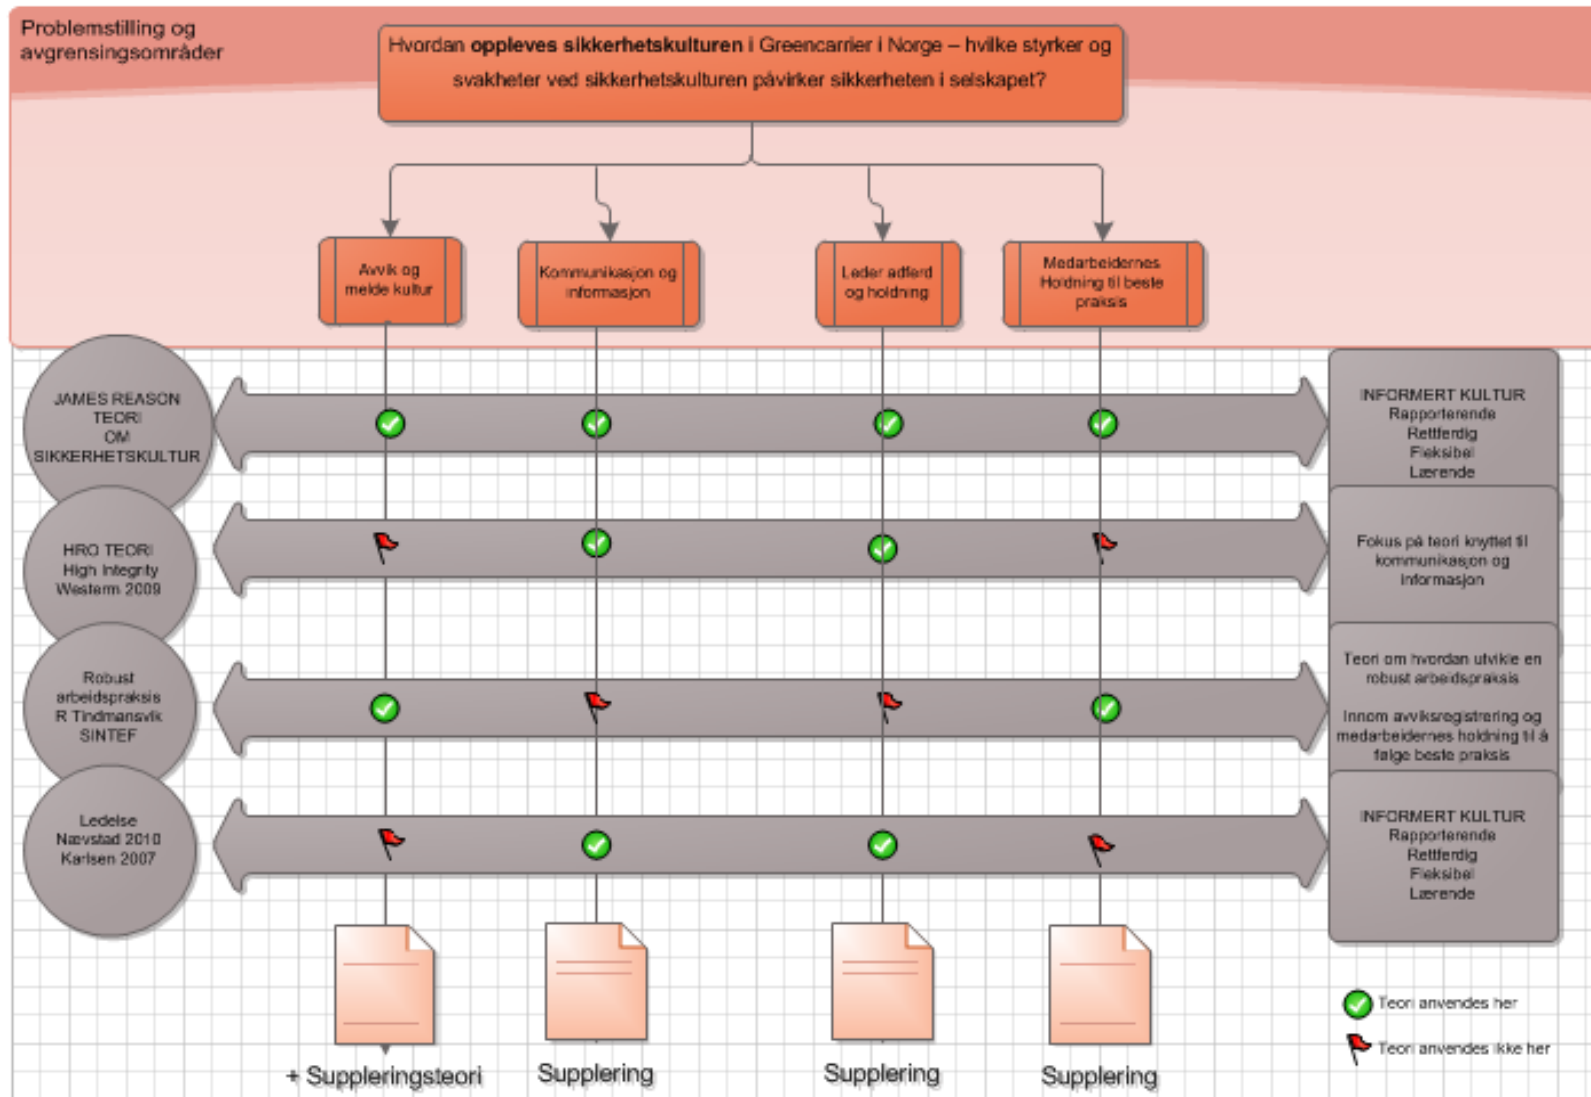 Problemstilling og
avgrensingsområder
Hvordan oppleves sikkerhetskulturen i Greencarrier i Norge – hvilke styrker og
svakheter ved sikkerhetskulturen påvirker sikkerheten i selskapet?
Avvik og
melde kultur
Kommunikasjon og
informasjon
Leder adferd
og holdning
Medarbeidernes
Holdning til beste
praksis
JAMES REASON
TEORI
OM
SIKKERHETSKULTUR
INFORMERT KULTUR
Rapporterende
Rettferdig
Fleksibel
Lærende
HRO TEORI
High Integrity
Westerm 2009
Fokus på teori knyttet til
kommunikasjon og
informasjon
Robust
arbeidspraksis
R Tindmansvik
SINTEF
Teori om hvordan utvikle en
robust arbeidspraksis
Innom avviksregistrering og
medarbeidernes holdning til å
følge beste praksis
Ledelse
Nævstad 2010
Karlsen 2007
INFORMERT KULTUR
Rapporterende
Rettferdig
Fleksibel
Lærende
+ Suppleringsteori
Supplering
Supplering
Supplering
Teori anvendes her
Teori anvendes ikke her